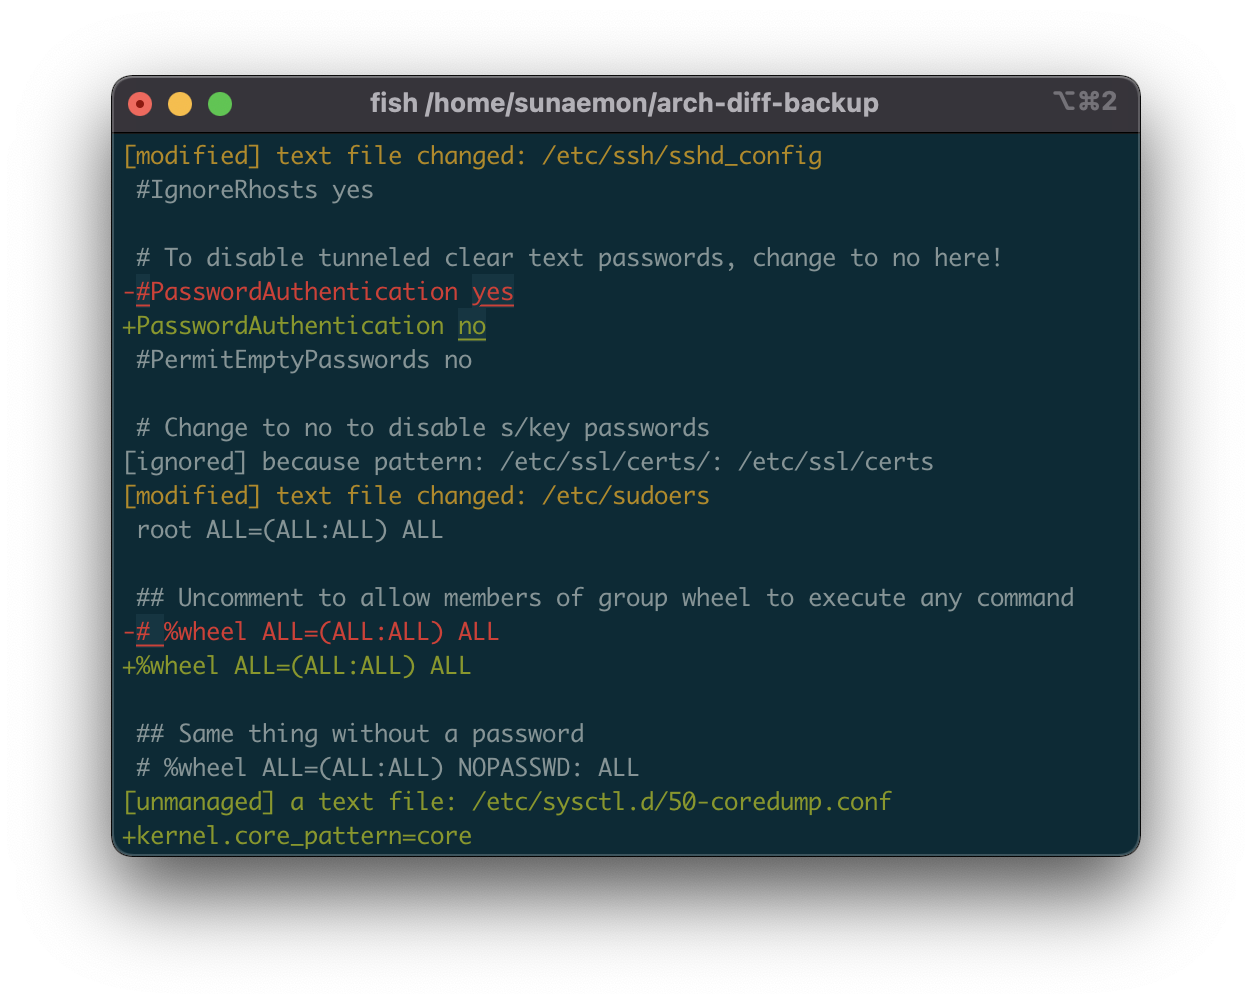 fish /home/sunaemon/arch-diff-backup ⌥⌘2
[modified] text file changed: /etc/ssh/sshd_config
 #IgnoreRhosts yes

 # To disable tunneled clear text passwords, change to no here!
-#PasswordAuthentication yes
+PasswordAuthentication no
 #PermitEmptyPasswords no

 # Change to no to disable s/key passwords
[ignored] because pattern: /etc/ssl/certs/: /etc/ssl/certs
[modified] text file changed: /etc/sudoers
 root ALL=(ALL:ALL) ALL

 ## Uncomment to allow members of group wheel to execute any command
-# %wheel ALL=(ALL:ALL) ALL
+%wheel ALL=(ALL:ALL) ALL

 ## Same thing without a password
 # %wheel ALL=(ALL:ALL) NOPASSWD: ALL
[unmanaged] a text file: /etc/sysctl.d/50-coredump.conf
+kernel.core_pattern=core